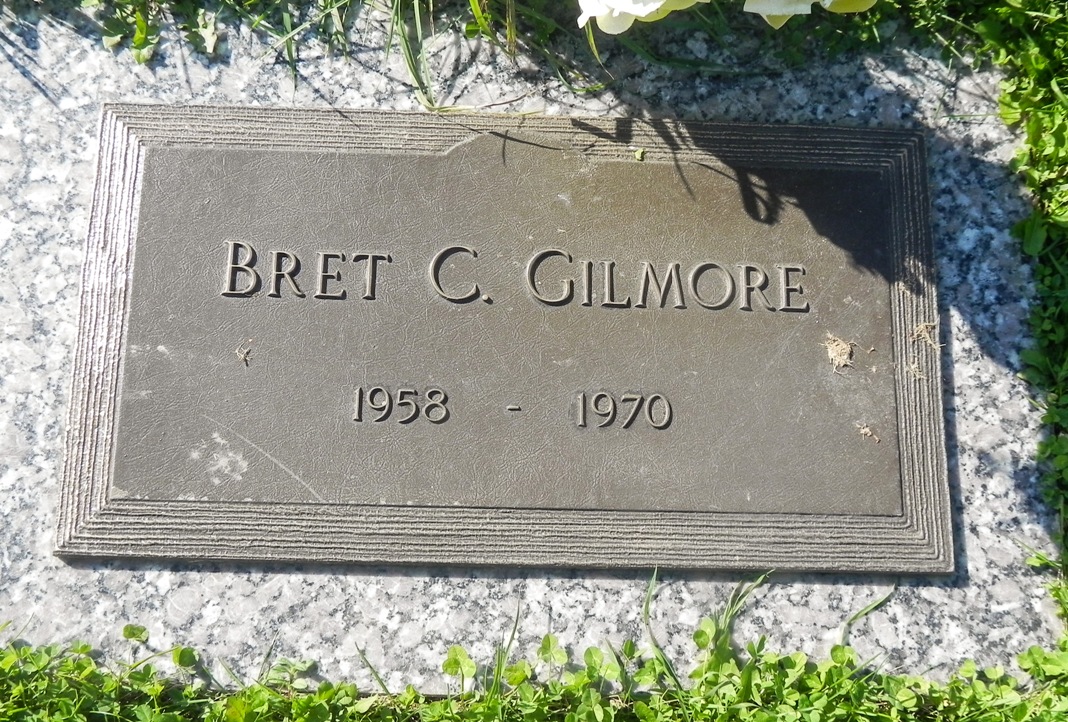 BRET C. GILMORE
1958 - 1970